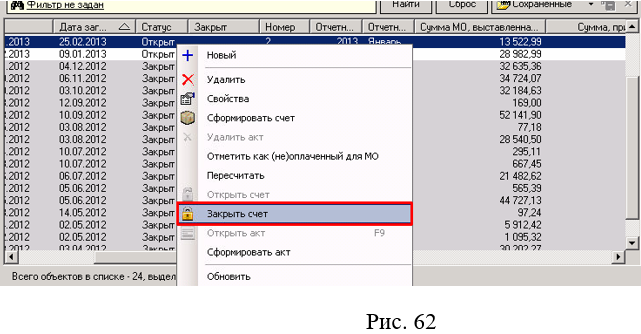 Фильтр не задан Найти Сброс Сохраненные
Дата заг... Статус Закрыт Номер Отчетн... Отчетн... Сумма МО, выставленна... Сумма, при
.2013 25.02.2013 Открыт 2 2013 Январь 13 522,99
.2013 09.01.2013 Открыт 28 982,99
.2012 04.12.2012 Закрыт 32 635,36
.2012 06.11.2012 Закрыт 34 724,07
.2012 03.10.2012 Закрыт 32 184,63
.2012 12.09.2012 Закрыт 169,00
.2012 10.09.2012 Закрыт 52 141,90
.2012 03.08.2012 Закрыт 77,18
.2012 03.08.2012 Закрыт 28 540,50
.2012 10.07.2012 Закрыт 295,11
.2012 10.07.2012 Закрыт 667,45
.2012 06.07.2012 Закрыт 21 482,62
.2012 05.06.2012 Закрыт 565,39
.2012 05.06.2012 Закрыт 44 727,13
.2012 14.05.2012 Закрыт 97,24
.2012 02.05.2012 Закрыт 5 912,42
.2012 02.05.2012 Закрыт 1 095,32
.2012 03.04.2012 Закрыт 30 202,27
Новый
Удалить
Свойства
Сформировать счет
Удалить акт
Отметить как (не)оплаченный для МО
Пересчитать
Открыть счет
Закрыть счет
Открыть акт F9
Сформировать акт
Обновить
Всего объектов в списке - 24, выдел
Рис. 62